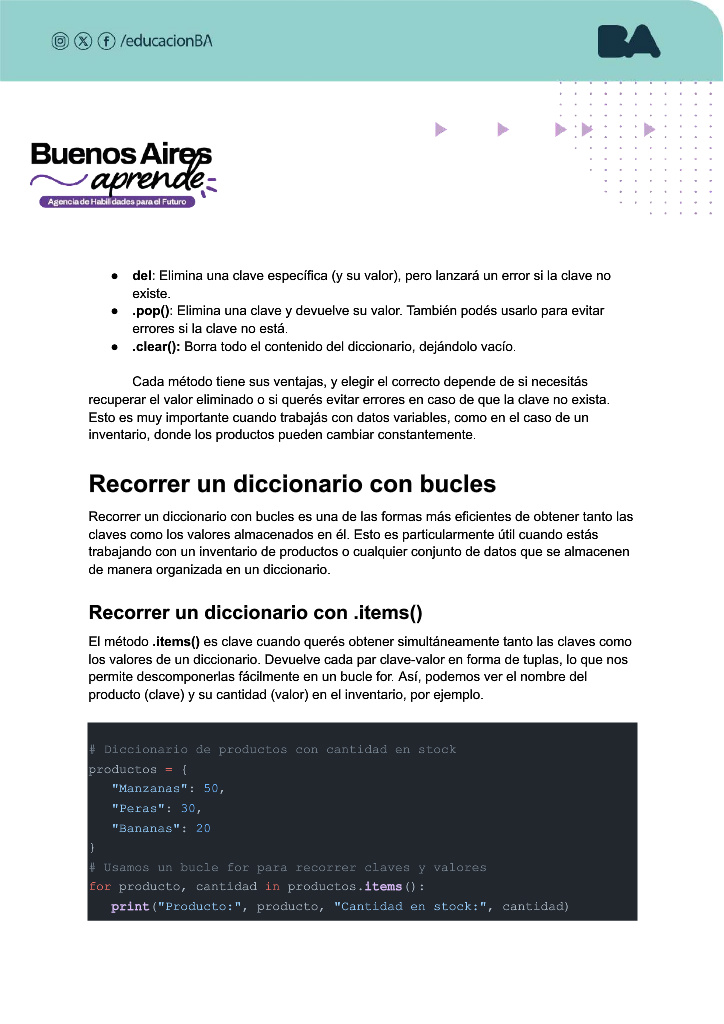 /educacionBA
BA
Buenos Aires
aprende
Agencia de Habilidades para el Futuro
● del: Elimina una clave específica (y su valor), pero lanzará un error si la clave no
existe.
● .pop(): Elimina una clave y devuelve su valor. También podés usarlo para evitar
errores si la clave no está.
● .clear(): Borra todo el contenido del diccionario, dejándolo vacío.
Cada método tiene sus ventajas, y elegir el correcto depende de si necesitás
recuperar el valor eliminado o si querés evitar errores en caso de que la clave no exista.
Esto es muy importante cuando trabajás con datos variables, como en el caso de un
inventario, donde los productos pueden cambiar constantemente.
Recorrer un diccionario con bucles
Recorrer un diccionario con bucles es una de las formas más eficientes de obtener tanto las
claves como los valores almacenados en él. Esto es particularmente útil cuando estás
trabajando con un inventario de productos o cualquier conjunto de datos que se almacenen
de manera organizada en un diccionario.
Recorrer un diccionario con .items()
El método .items() es clave cuando querés obtener simultáneamente tanto las claves como
los valores de un diccionario. Devuelve cada par clave-valor en forma de tuplas, lo que nos
permite descomponerlas fácilmente en un bucle for. Así, podemos ver el nombre del
producto (clave) y su cantidad (valor) en el inventario, por ejemplo.
# Diccionario de productos con cantidad en stock
productos = {
   "Manzanas": 50,
   "Peras": 30,
   "Bananas": 20
}
# Usamos un bucle for para recorrer claves y valores
for producto, cantidad in productos.items():
   print("Producto:", producto, "Cantidad en stock:", cantidad)